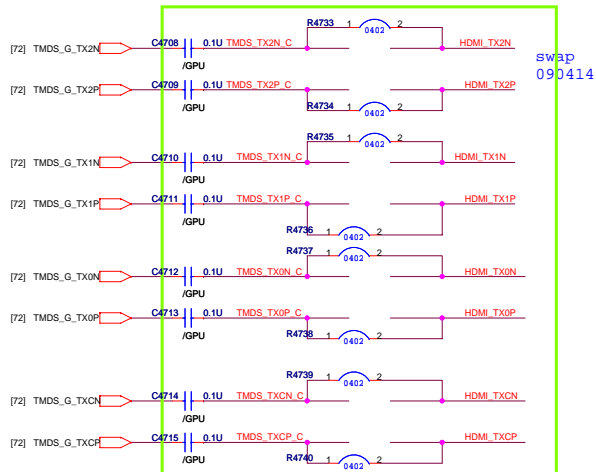 R4733 1 2
0402
[72] TMDS_G_TX2N C4708 0.1U TMDS_TX2N_C HDMI_TX2N
/GPU
swap
090414
[72] TMDS_G_TX2P C4709 0.1U TMDS_TX2P_C HDMI_TX2P
/GPU
R4734 1 2
0402
R4735 1 2
0402
[72] TMDS_G_TX1N C4710 0.1U TMDS_TX1N_C HDMI_TX1N
/GPU
[72] TMDS_G_TX1P C4711 0.1U TMDS_TX1P_C HDMI_TX1P
/GPU
R4736 1 2
0402
R4737 1 2
0402
[72] TMDS_G_TX0N C4712 0.1U TMDS_TX0N_C HDMI_TX0N
/GPU
[72] TMDS_G_TX0P C4713 0.1U TMDS_TX0P_C HDMI_TX0P
/GPU
R4738 1 2
0402
R4739 1 2
0402
[72] TMDS_G_TXCN C4714 0.1U TMDS_TXCN_C HDMI_TXCN
/GPU
[72] TMDS_G_TXCP C4715 0.1U TMDS_TXCP_C HDMI_TXCP
/GPU
R4740 1 2
0402